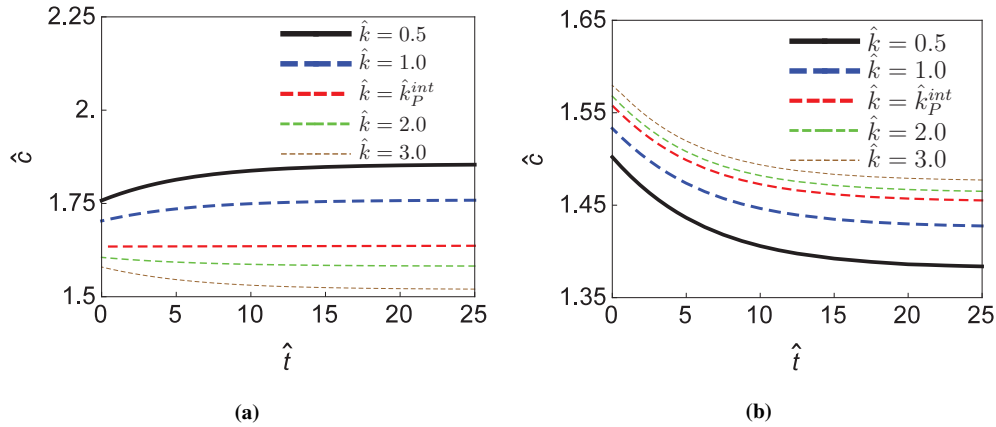 2.25
2.
1.75
1.5
ĉ
0 5 10 15 20 25
t̂
k̂ = 0.5
k̂ = 1.0
k̂ = k̂_P^int
k̂ = 2.0
k̂ = 3.0
(a)
1.65
1.55
1.45
1.35
ĉ
0 5 10 15 20 25
t̂
k̂ = 0.5
k̂ = 1.0
k̂ = k̂_P^int
k̂ = 2.0
k̂ = 3.0
(b)